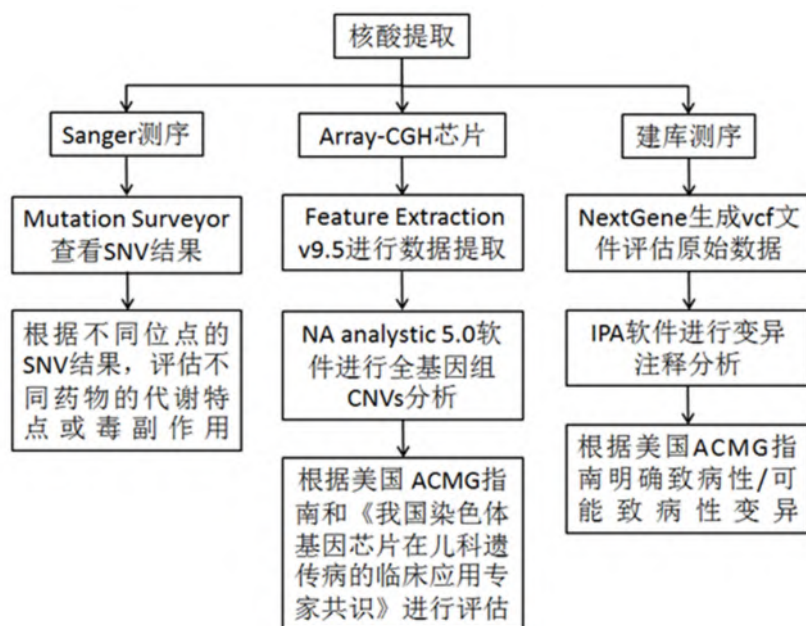 核酸提取
Sanger测序
Array-CGH芯片
建库测序
Mutation Surveyor
查看SNV结果
Feature Extraction
v9.5进行数据提取
NextGene生成vcf文
件评估原始数据
根据不同位点的
SNV结果，评估不
同药物的代谢特
点或毒副作用
NA analystic 5.0软
件进行全基因组
CNVs分析
IPA软件进行变异
注释分析
根据美国 ACMG指
南和《我国染色体
基因芯片在儿科遗
传病的临床应用专
家共识》进行评估
根据美国ACMG指
南明确致病性/可
能致病性变异